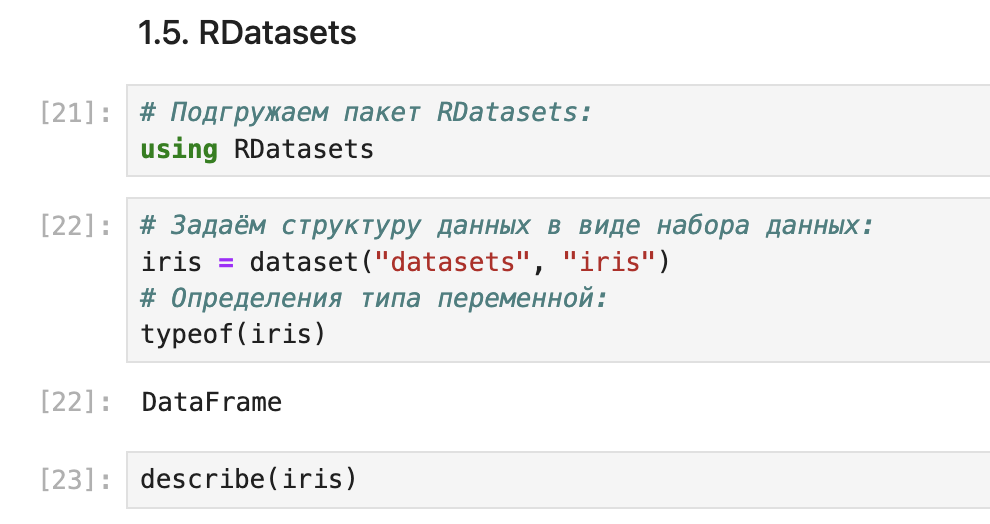 1.5. RDatasets
[21]: # Подгружаем пакет RDatasets:
using RDatasets
[22]: # Задаём структуру данных в виде набора данных:
iris = dataset("datasets", "iris")
# Определения типа переменной:
typeof(iris)
[22]: DataFrame
[23]: describe(iris)